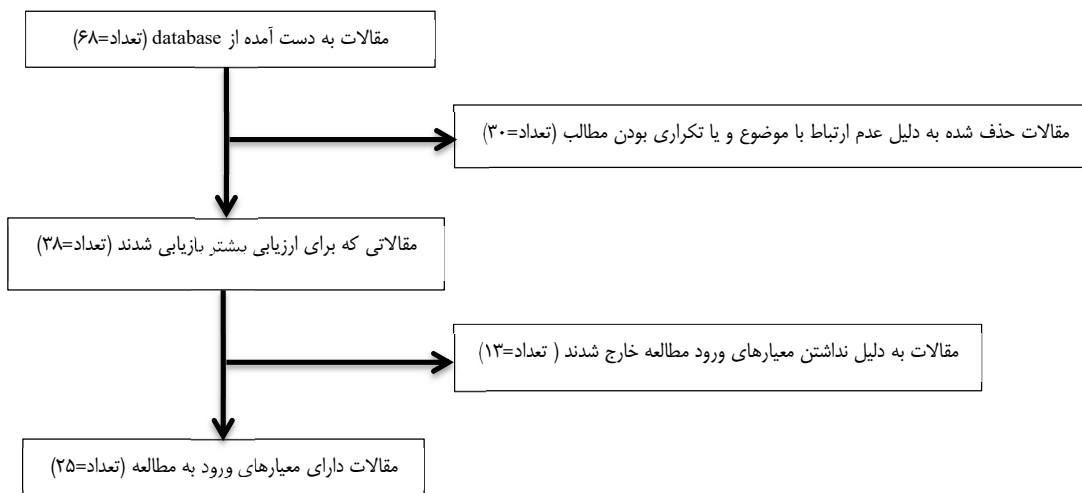 مقالات به دست آمده از database (تعداد=۶۸)
مقالات حذف شده به دلیل عدم ارتباط با موضوع و یا تکراری بودن مطالب (تعداد=۳۰)
مقالاتی که برای ارزیابی بیشتر بازیابی شدند (تعداد=۳۸)
مقالات به دلیل نداشتن معیارهای ورود مطالعه خارج شدند ( تعداد=۱۳)
مقالات دارای معیارهای ورود به مطالعه (تعداد=۲۵)